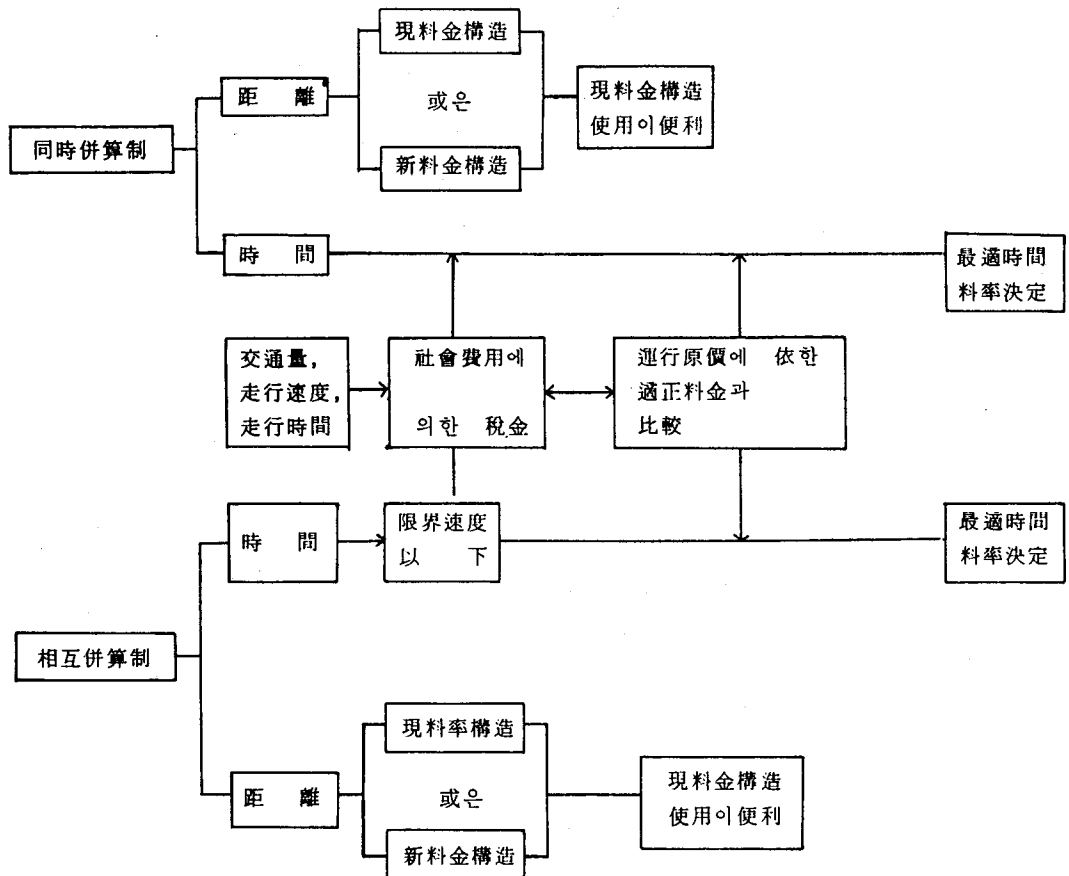 現料金構造
距 離
或은
現料金構造
使用이便利
同時併算制
新料金構造
時 間
最適時間
料率決定
交通量,
走行速度,
走行時間
社會費用에
의한 稅金
運行原價에 依한
適正料金과
比較
時 間
限界速度
以 下
最適時間
料率決定
相互併算制
現料率構造
距 離
或은
現料金構造
使用이便利
新料金構造